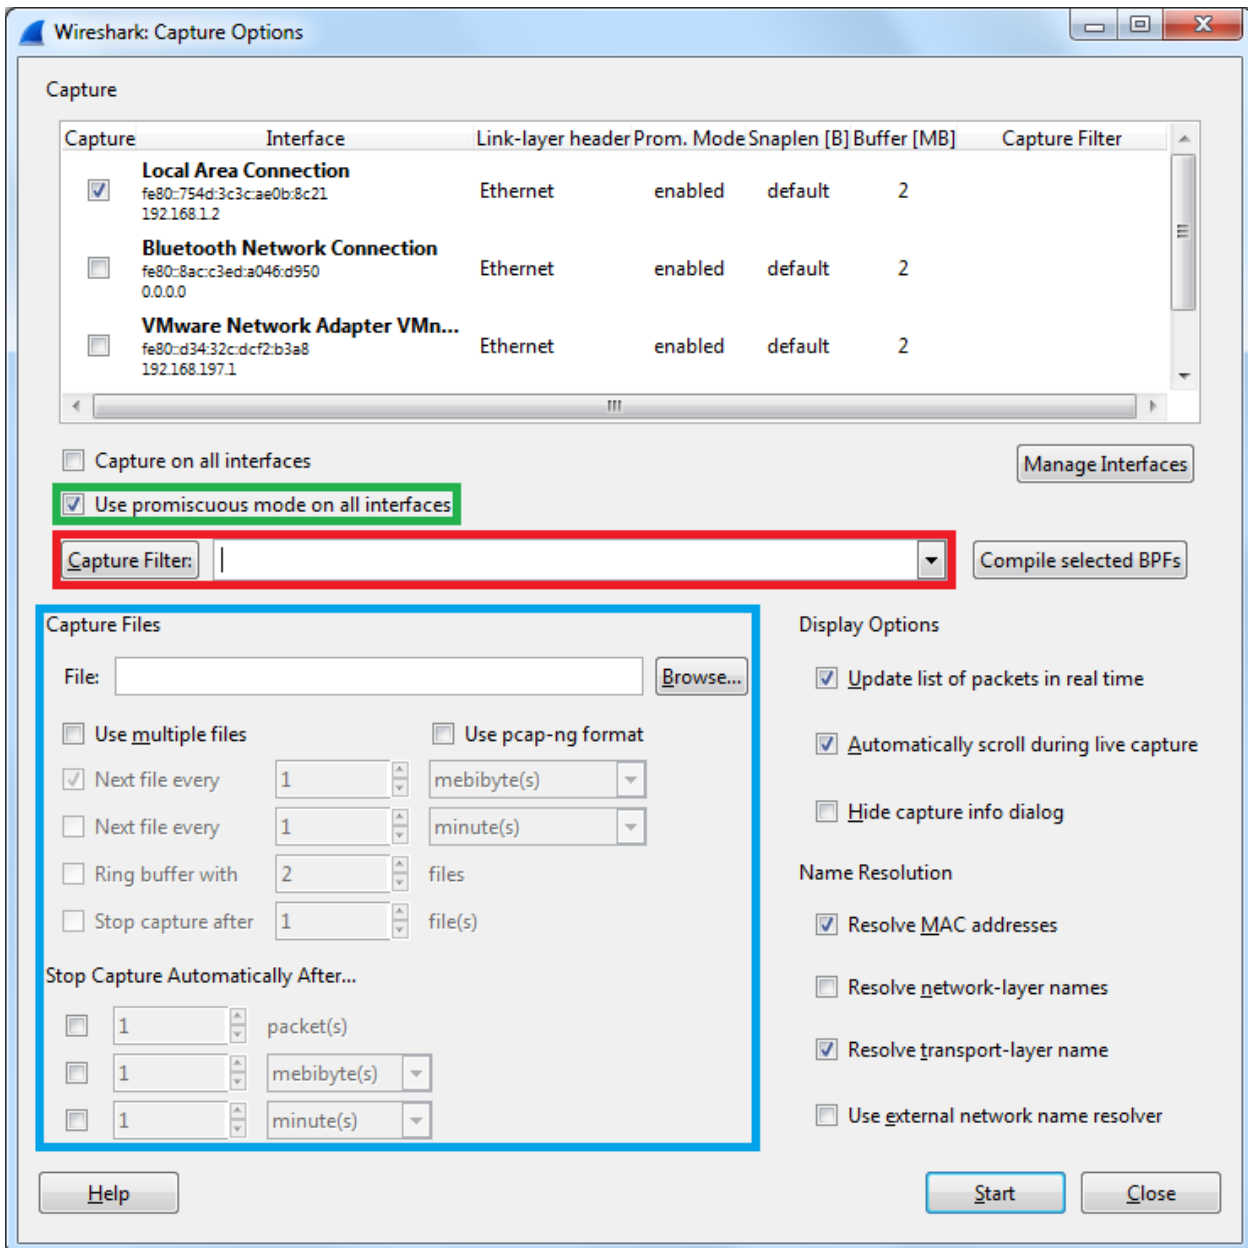 Wireshark: Capture Options
Capture
Capture Interface Link-layer header Prom. Mode Snaplen [B] Buffer [MB] Capture Filter
Local Area Connection
fe80::754d:3c3c:ae0b:8c21
192.168.1.2
Ethernet enabled default 2
Bluetooth Network Connection
fe80::8ac:c3ed:a046:d950
0.0.0.0
Ethernet enabled default 2
VMware Network Adapter VMn...
fe80::d34:32c:dcf2:b3a8
192.168.197.1
Ethernet enabled default 2
Capture on all interfaces
Manage Interfaces
Use promiscuous mode on all interfaces
Capture Filter:
Compile selected BPFs
Capture Files
File: Browse...
Use multiple files Use pcap-ng format
Next file every 1 mebibyte(s)
Next file every 1 minute(s)
Ring buffer with 2 files
Stop capture after 1 file(s)
Stop Capture Automatically After...
1 packet(s)
1 mebibyte(s)
1 minute(s)
Display Options
Update list of packets in real time
Automatically scroll during live capture
Hide capture info dialog
Name Resolution
Resolve MAC addresses
Resolve network-layer names
Resolve transport-layer name
Use external network name resolver
Help Start Close